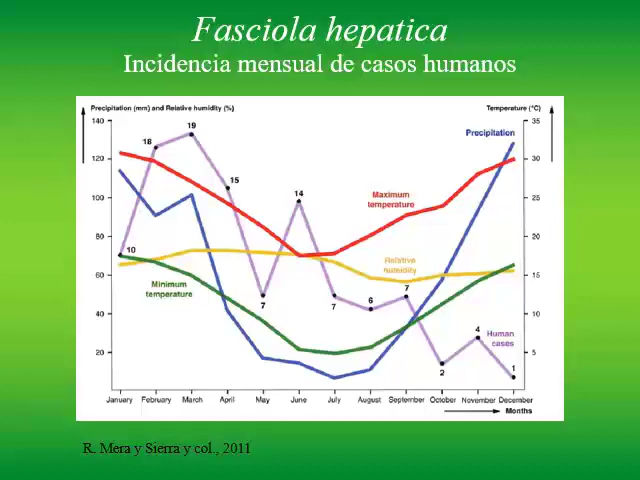 Fasciola hepatica
Incidencia mensual de casos humanos
Precipitation (mm) and Relative humidity (%)
Temperature (°C)
140
120
100
80
60
40
20
35
30
25
20
15
10
5
Precipitation
Maximum
temperature
Relative
humidity
Minimum
temperature
Human
cases
10
18
19
15
7
14
7
6
7
2
4
1
January February March April May June July August September October November December
Months
R. Mera y Sierra y col., 2011